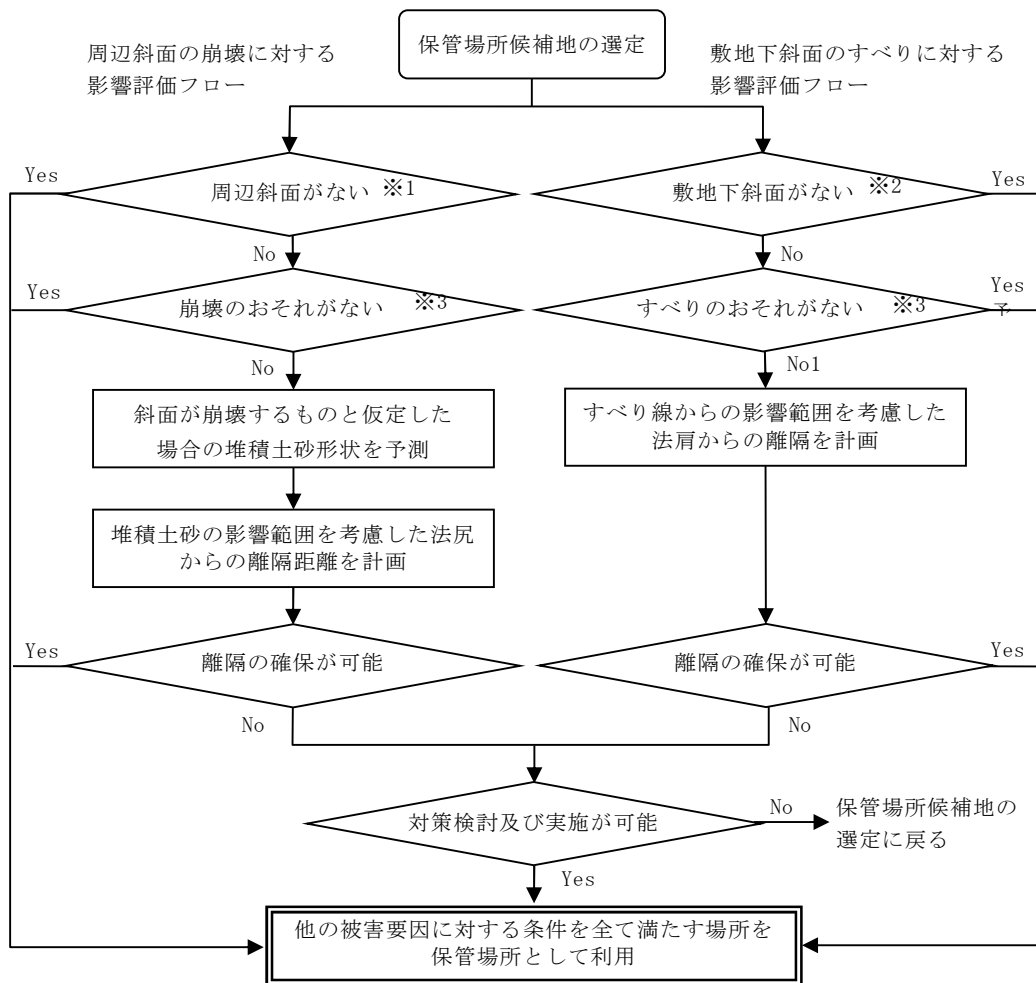 保管場所候補地の選定
周辺斜面の崩壊に対する
影響評価フロー
敷地下斜面のすべりに対する
影響評価フロー
Yes
周辺斜面がない ※1
敷地下斜面がない ※2
Yes
No
No
Yes
崩壊のおそれがない ※3
すべりのおそれがない ※3
Yes
予
No
No1
斜面が崩壊するものと仮定した
場合の堆積土砂形状を予測
すべり線からの影響範囲を考慮した
法肩からの離隔を計画
堆積土砂の影響範囲を考慮した法尻
からの離隔距離を計画
Yes
離隔の確保が可能
離隔の確保が可能
Yes
No
No
対策検討及び実施が可能
No
保管場所候補地の
選定に戻る
Yes
他の被害要因に対する条件を全て満たす場所を
保管場所として利用